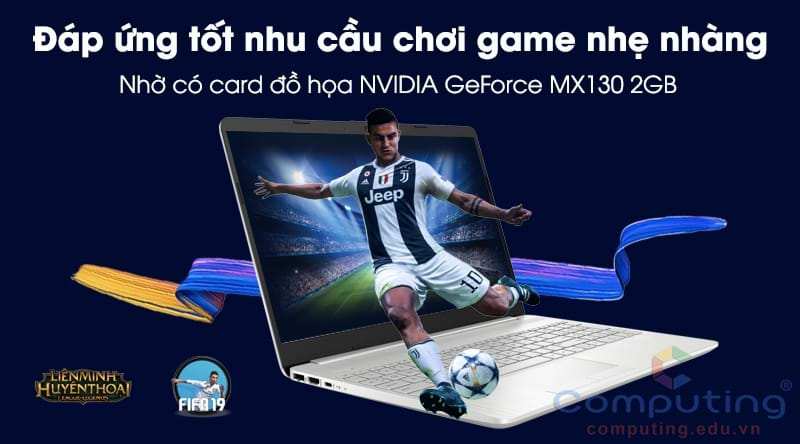 Đáp ứng tốt nhu cầu chơi game nhẹ nhàng
Nhờ có card đồ họa NVIDIA GeForce MX130 2GB
Jeep
10
LIÊN MINH
HUYỀN THOẠI
LEAGUE OF LEGENDS
FIFA 19
Computing
computing.edu.vn